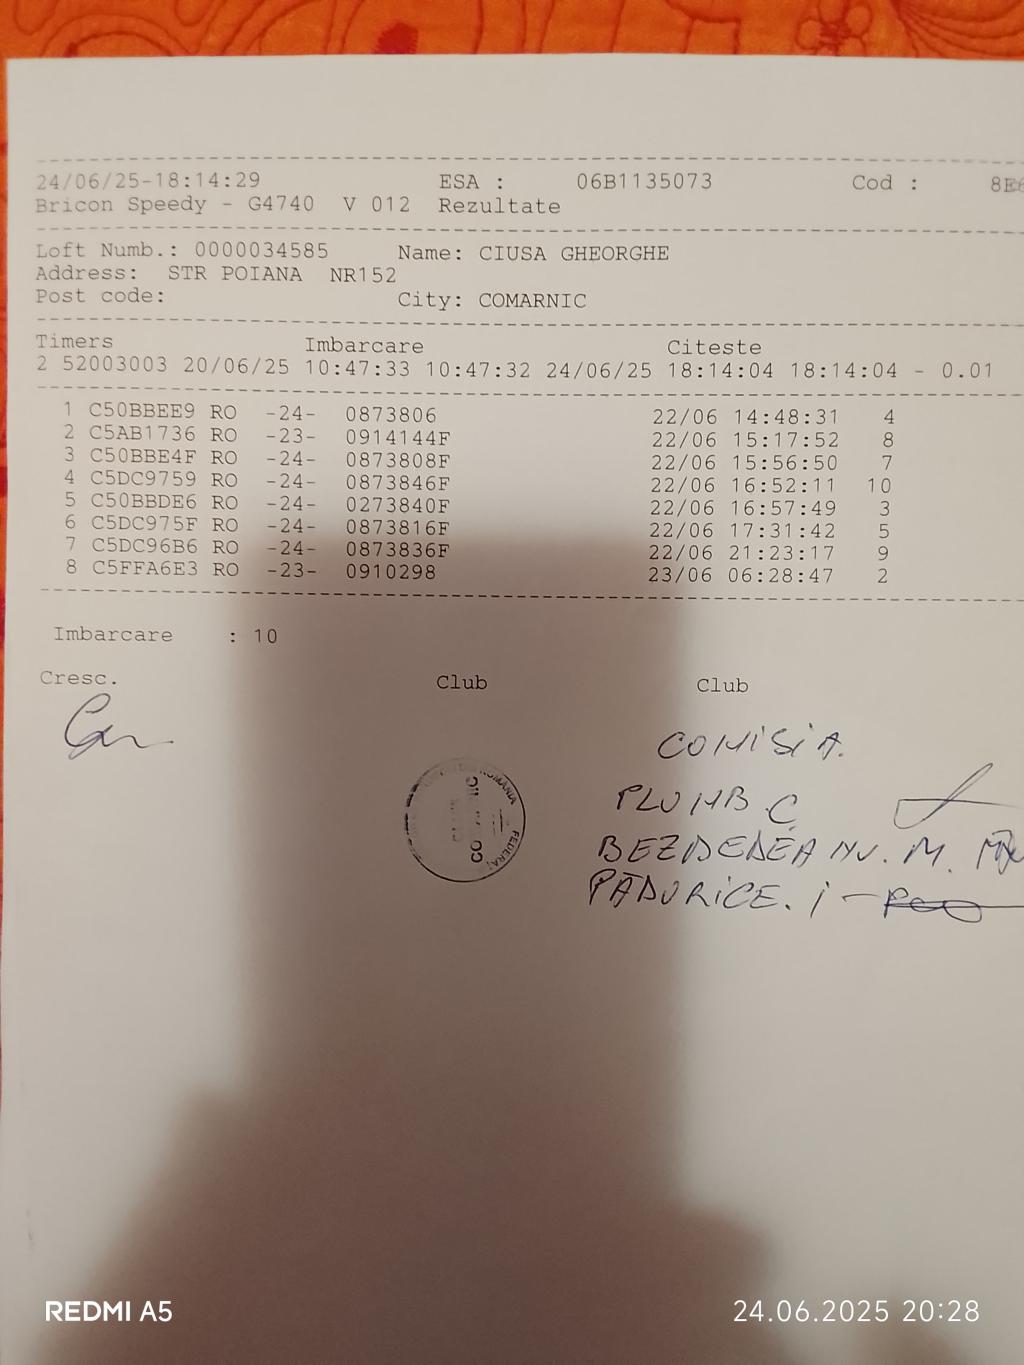 24/06/25-18:14:29 ESA : 06B1135073 Cod : 8E6
Bricon Speedy - G4740 V 012 Rezultate
Loft Numb.: 0000034585 Name: CIUSA GHEORGHE
Address: STR POIANA NR152
Post code: City: COMARNIC
Timers Imbarcare Citeste
2 52003003 20/06/25 10:47:33 10:47:32 24/06/25 18:14:04 18:14:04 - 0.01
1 C50BBEE9 RO -24- 0873806 22/06 14:48:31 4
2 C5AB1736 RO -23- 0914144F 22/06 15:17:52 8
3 C50BBE4F RO -24- 0873808F 22/06 15:56:50 7
4 C5DC9759 RO -24- 0873846F 22/06 16:52:11 10
5 C50BBDE6 RO -24- 0273840F 22/06 16:57:49 3
6 C5DC975F RO -24- 0873816F 22/06 17:31:42 5
7 C5DC96B6 RO -24- 0873836F 22/06 21:23:17 9
8 C5FFA6E3 RO -23- 0910298 23/06 06:28:47 2
Imbarcare : 10
Cresc. Club Club
COMISIA.
PLUMB C
BEZDEDEA NV. M.
PĂDURICE. i
REDMI A5 24.06.2025 20:28